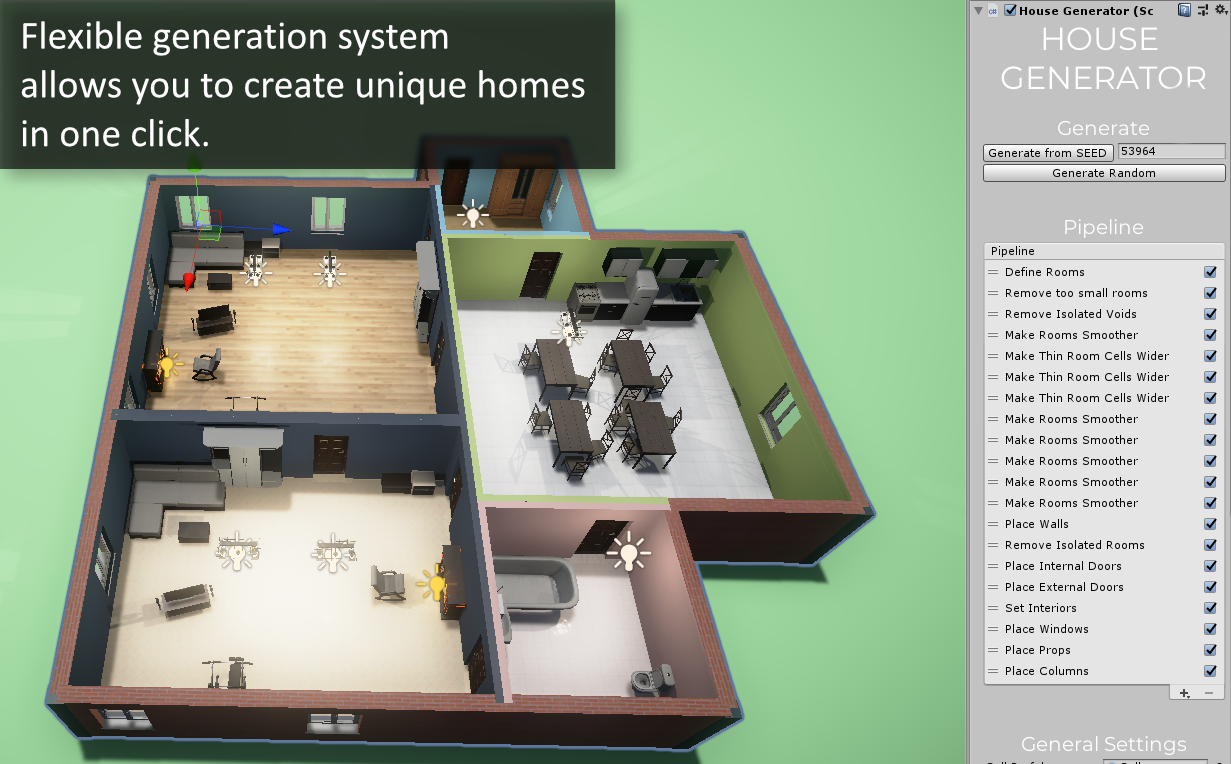 Flexible generation system
allows you to create unique homes
in one click.
House Generator (Sc
HOUSE
GENERATOR
Generate
Generate from SEED 53964
Generate Random
Pipeline
Pipeline
Define Rooms
Remove too small rooms
Remove Isolated Voids
Make Rooms Smoother
Make Thin Room Cells Wider
Make Thin Room Cells Wider
Make Thin Room Cells Wider
Make Rooms Smoother
Make Rooms Smoother
Make Rooms Smoother
Make Rooms Smoother
Make Rooms Smoother
Place Walls
Remove Isolated Rooms
Place Internal Doors
Place External Doors
Set Interiors
Place Windows
Place Props
Place Columns
General Settings